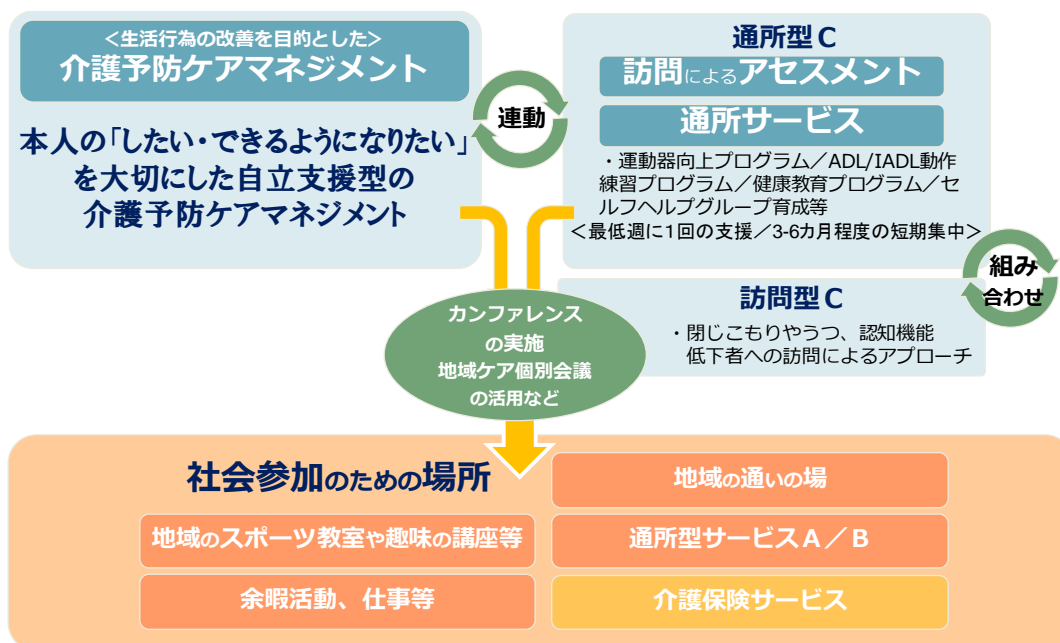 ＜生活行為の改善を目的とした＞
介護予防ケアマネジメント
本人の「したい・できるようになりたい」
を大切にした自立支援型の
介護予防ケアマネジメント
連動
通所型Ｃ
訪問によるアセスメント
通所サービス
・運動器向上プログラム／ADL/IADL動作
練習プログラム／健康教育プログラム／セ
ルフヘルプグループ育成等
＜最低週に1回の支援／3-6カ月程度の短期集中＞
組み
合わせ
訪問型Ｃ
・閉じこもりやうつ、認知機能
低下者への訪問によるアプローチ
カンファレンス
の実施
地域ケア個別会議
の活用など
社会参加のための場所
地域の通いの場
地域のスポーツ教室や趣味の講座等
通所型サービスＡ／Ｂ
余暇活動、仕事等
介護保険サービス